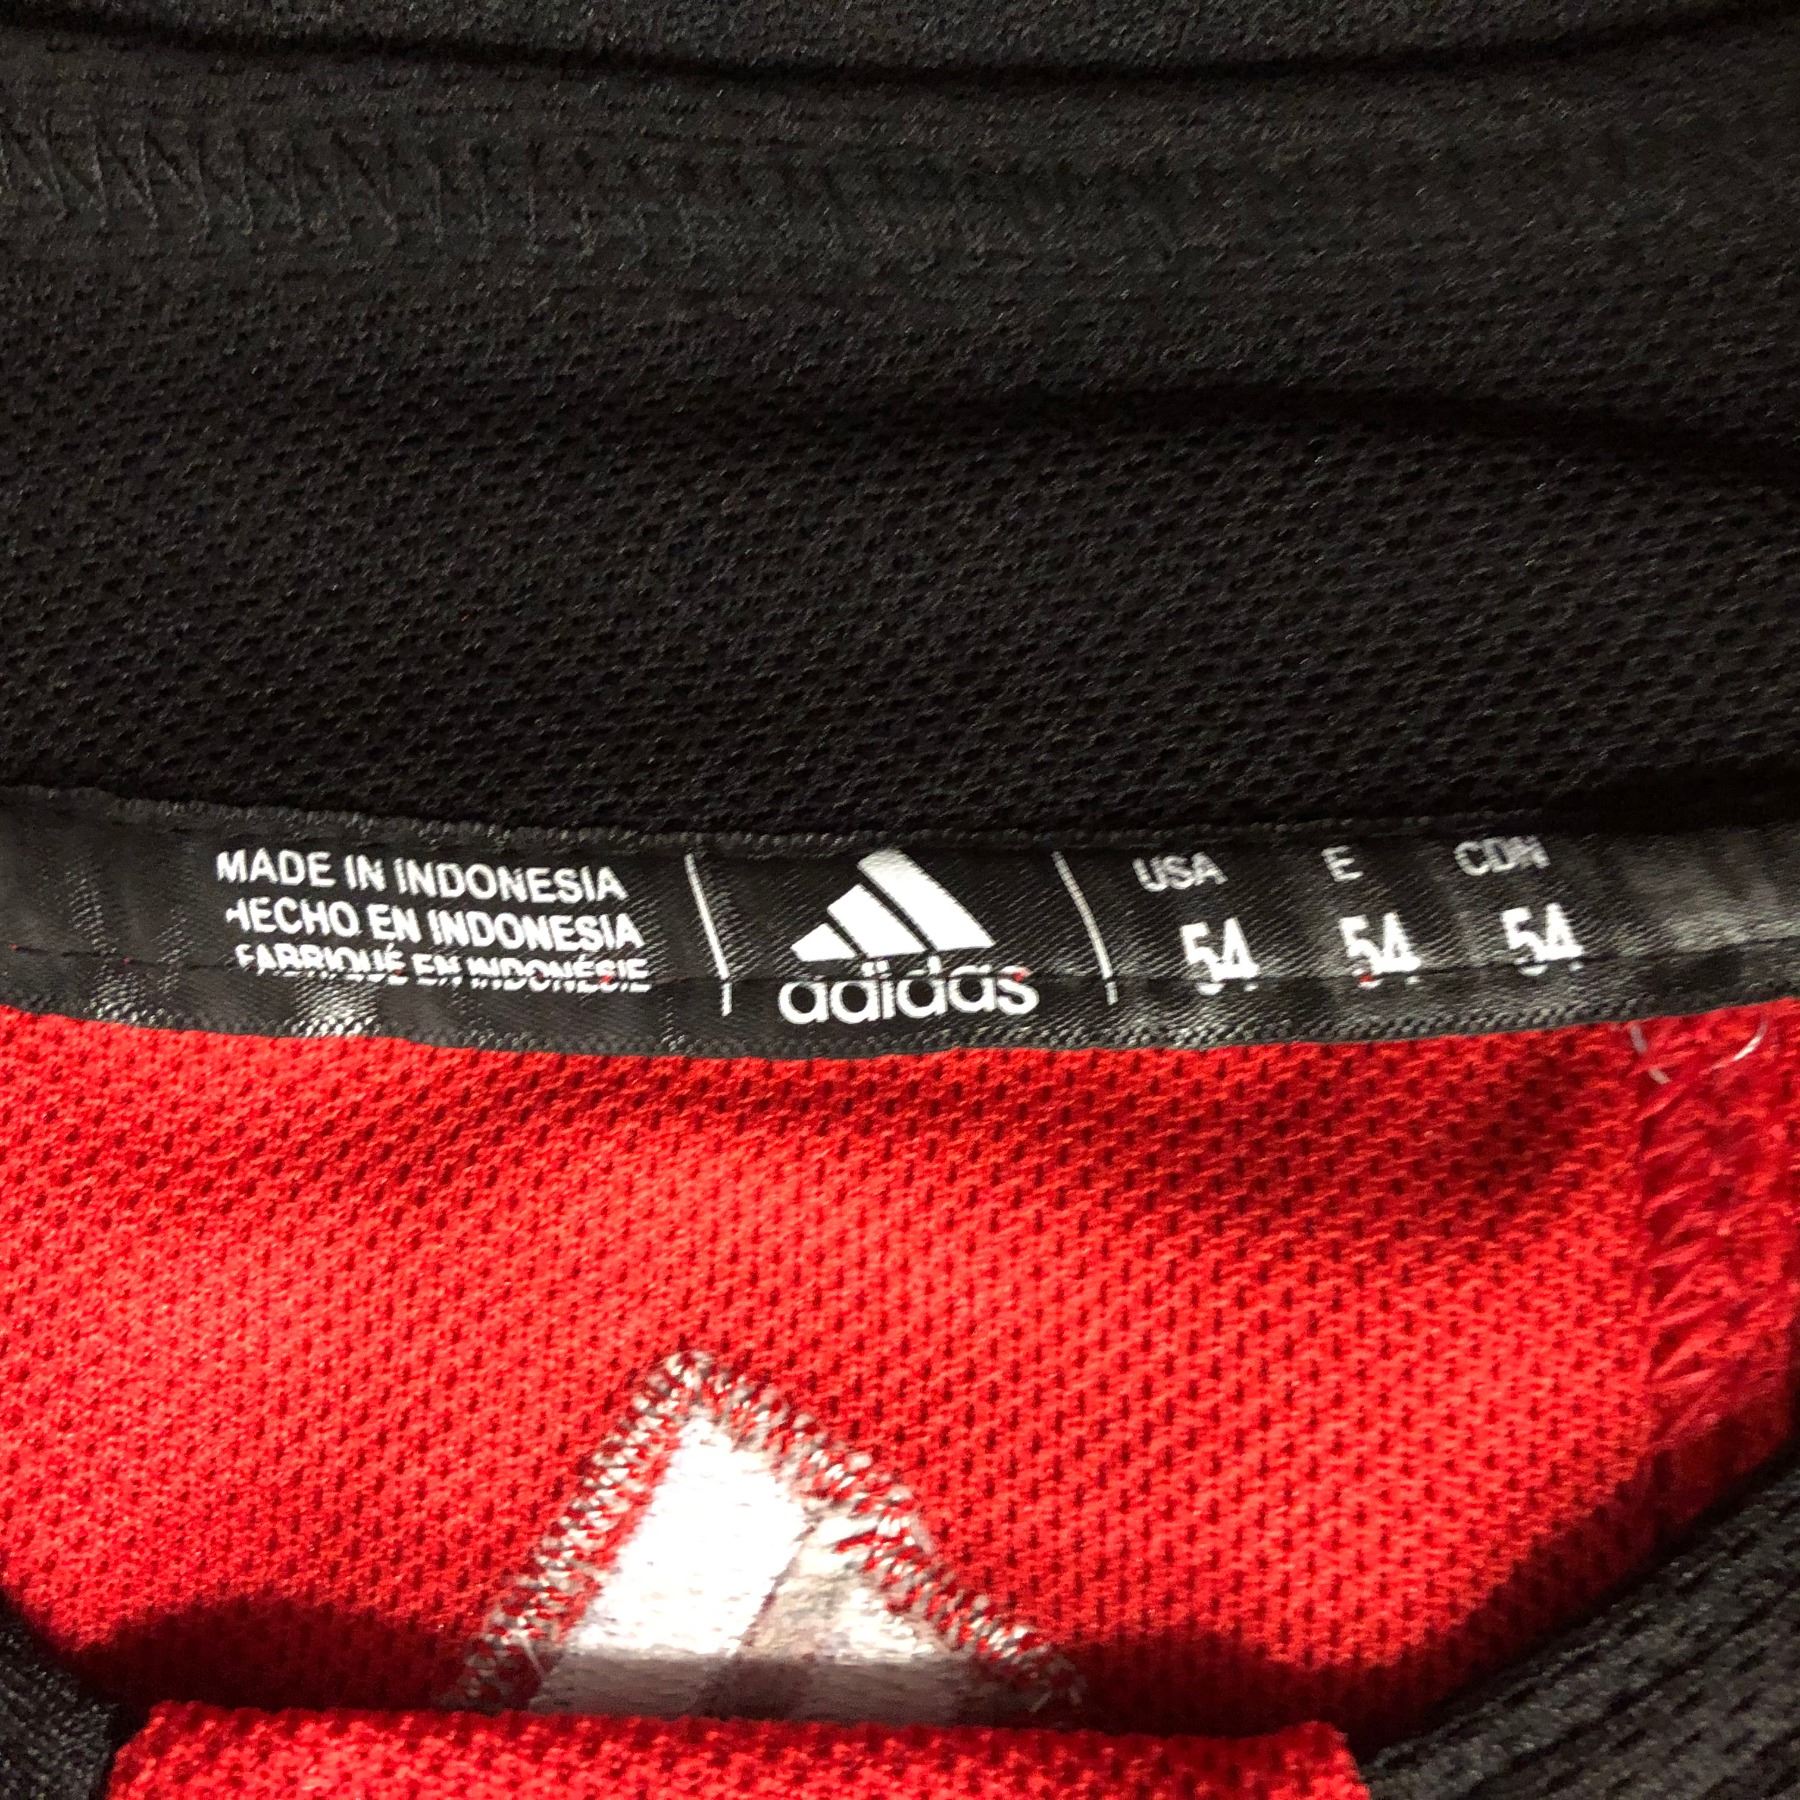 MADE IN INDONESIA
HECHO EN INDONESIA
FABRIQUÉ EN INDONÉSIE
adidas
USA E CDN
54 54 54